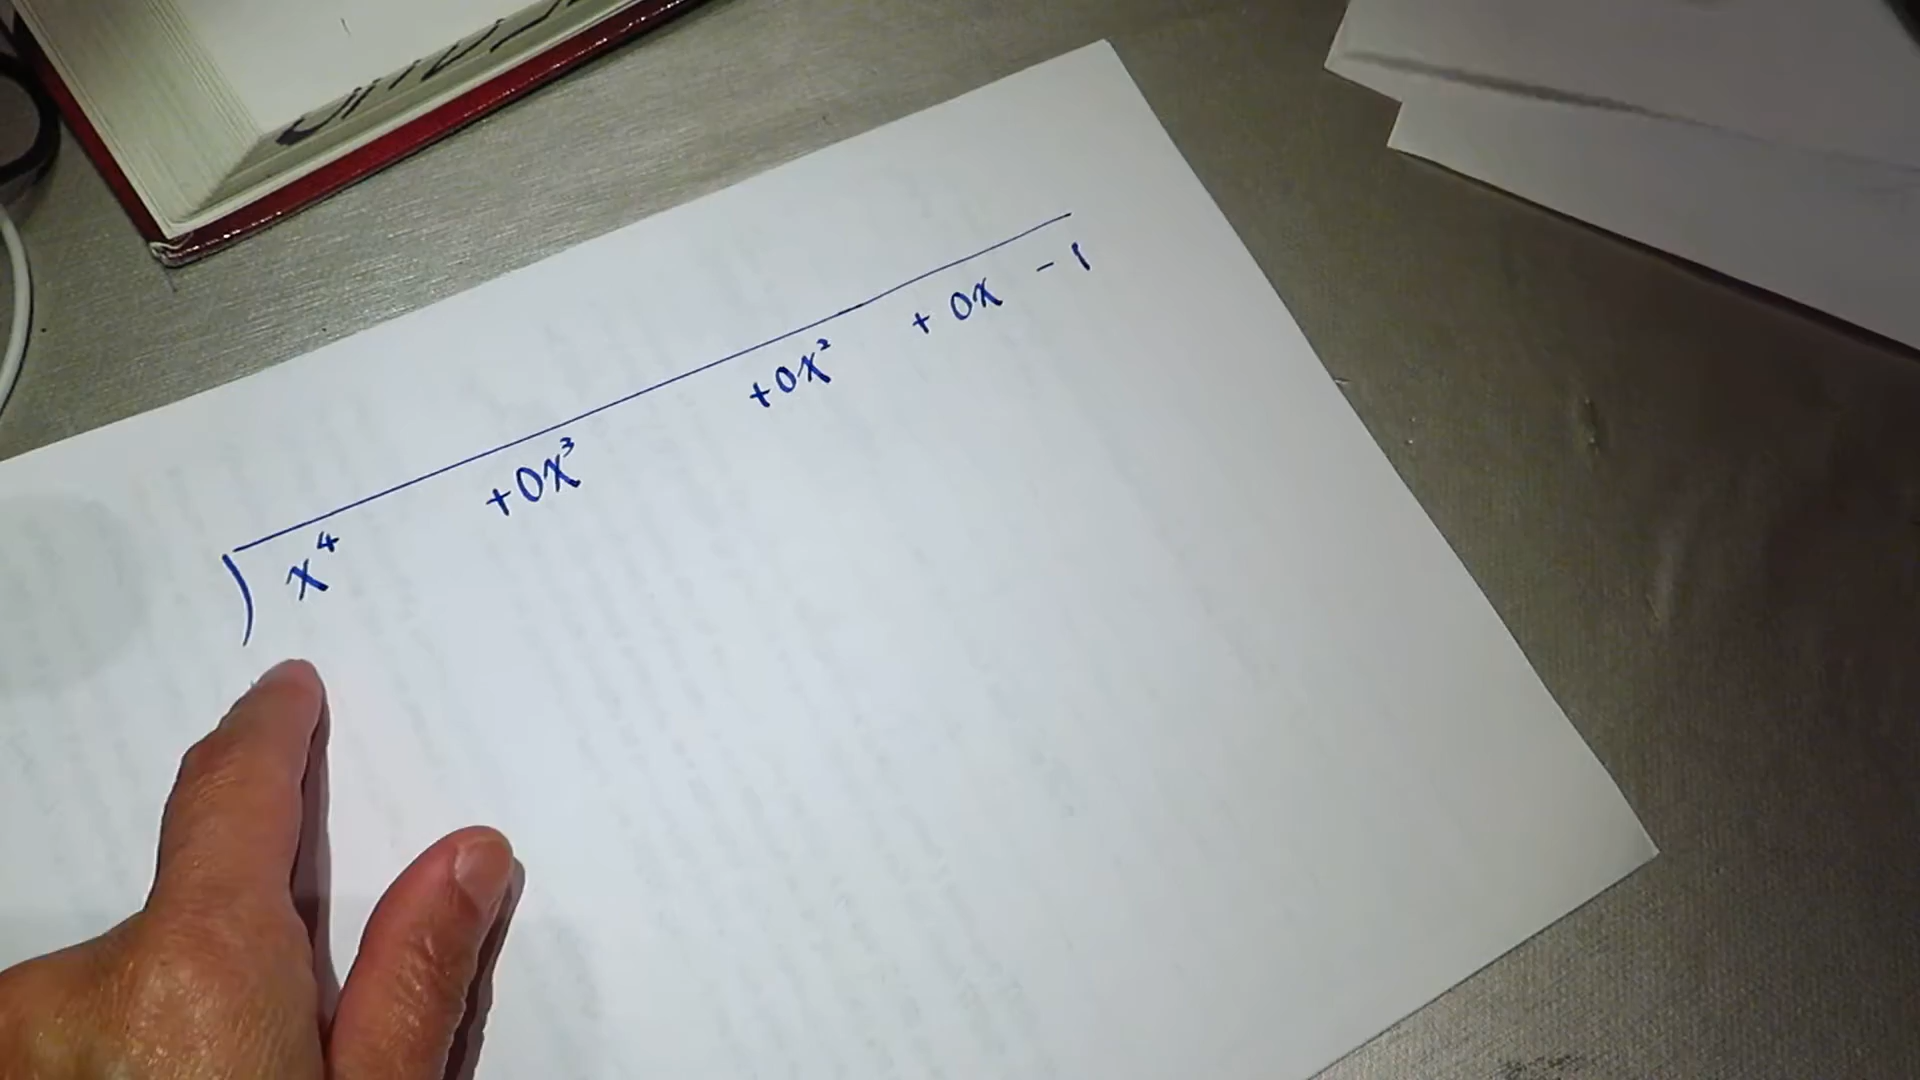 x⁴ +0x³ +0x² + 0x - 1